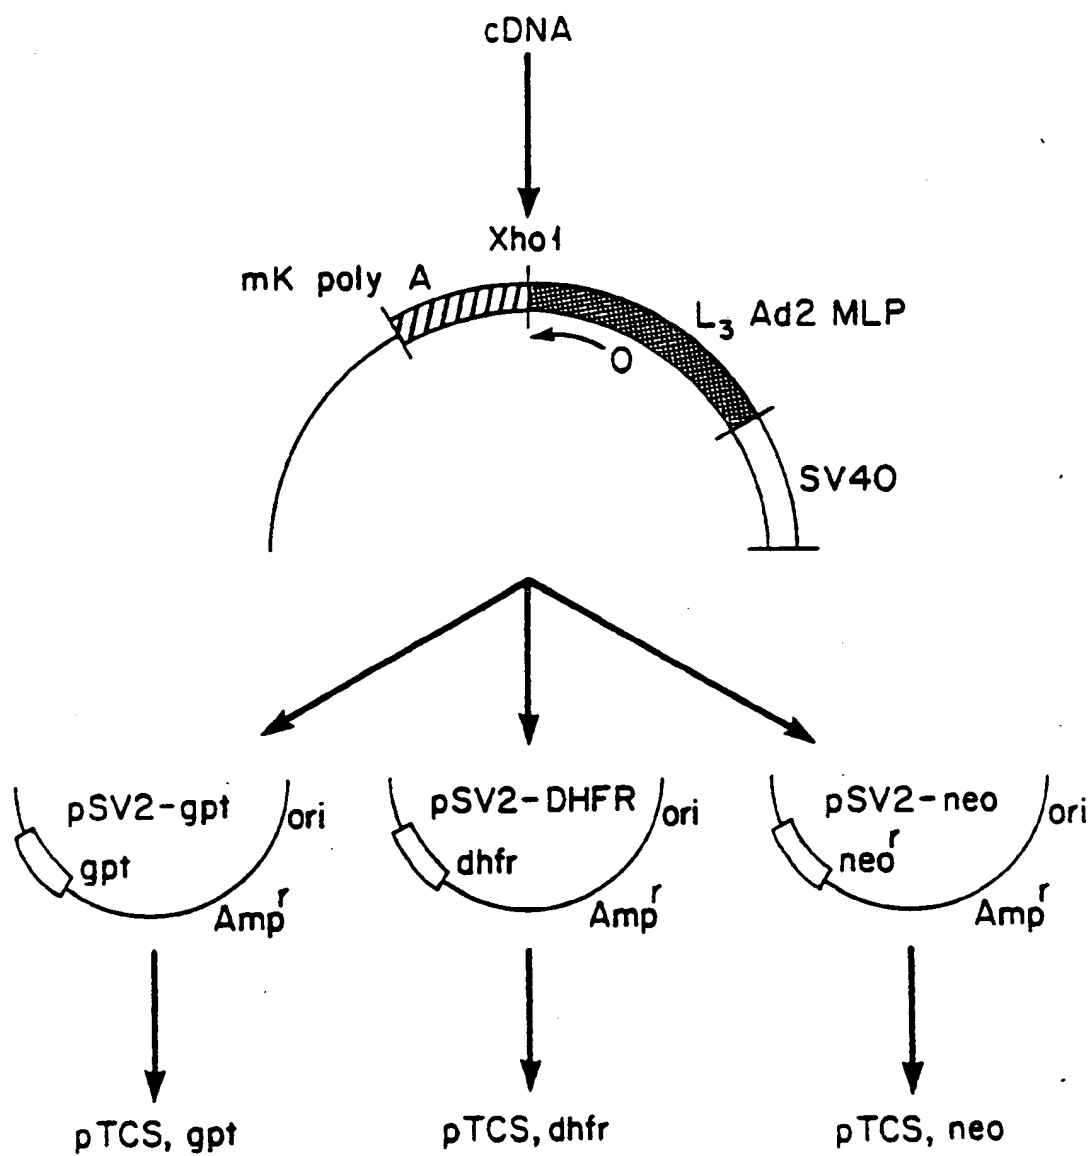 cDNA
Xho1
mK poly A
L3 Ad2 MLP
O
SV40
pSV2-gpt
ori
gpt
Ampr
pSV2-DHFR
ori
dhfr
Ampr
pSV2-neo
ori
neor
Ampr
pTCS, gpt
pTCS, dhfr
pTCS, neo